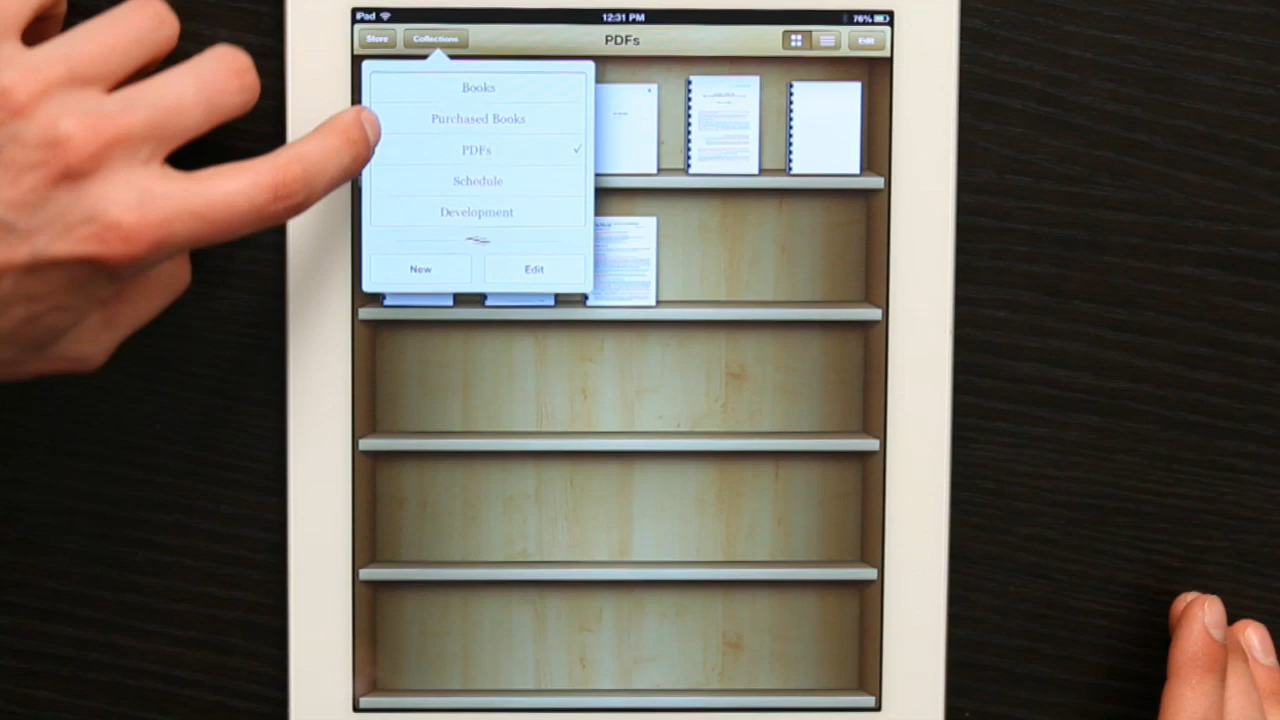 iPad 12:31 PM 76%
Store Collections PDFs Edit
Books
Purchased Books
PDFs ✓
Schedule
Development
New Edit